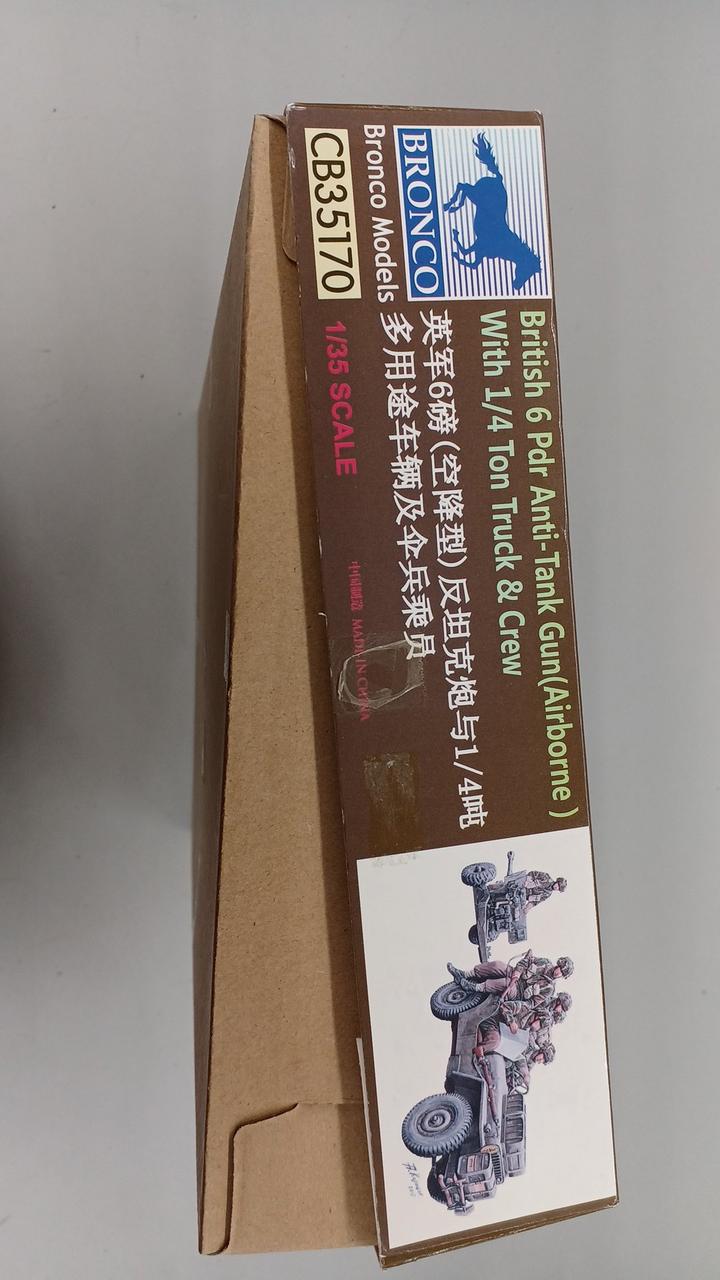 BRONCO
Bronco Models
CB35170
British 6 Pdr Anti-Tank Gun(Airborne)
With 1/4 Ton Truck & Crew
英军6磅(空降型)反坦克炮与1/4吨
多用途车辆及伞兵乘员
1/35 SCALE
中国制造 MADE IN CHINA